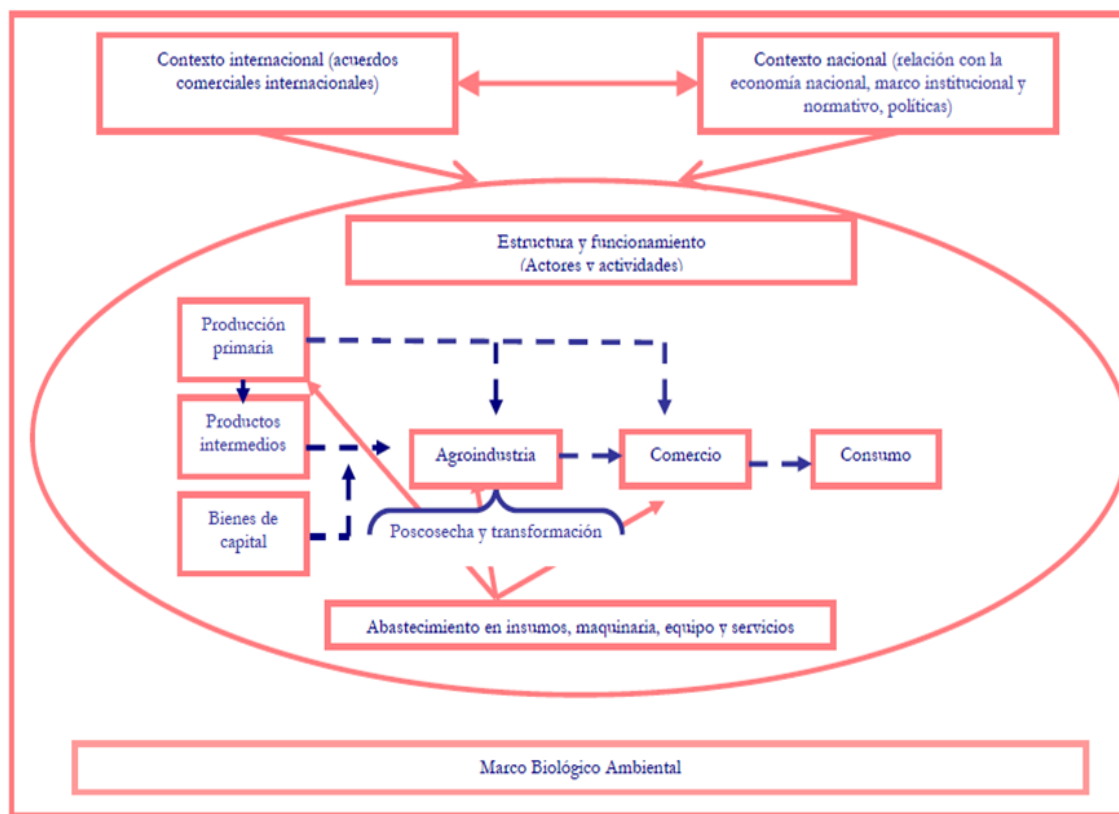 Contexto internacional (acuerdos
comerciales internacionales)
Contexto nacional (relación con la
economía nacional, marco institucional y
normativo, políticas)
Estructura y funcionamiento
(Actores y actividades)
Producción
primaria
Productos
intermedios
Bienes de
capital
Agroindustria
Comercio
Consumo
Poscosecha y transformación
Abastecimiento en insumos, maquinaria, equipo y servicios
Marco Biológico Ambiental